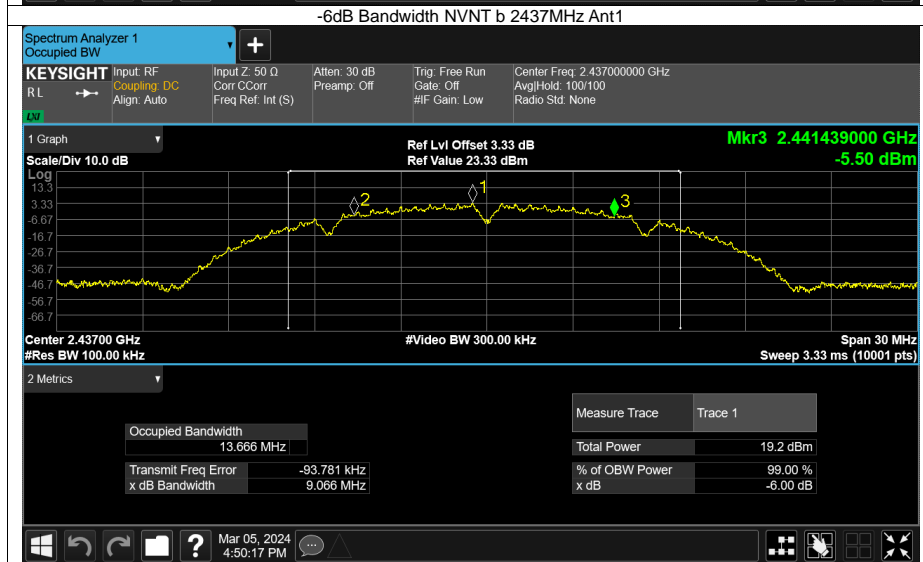 -6dB Bandwidth NVNT b 2437MHz Ant1
Spectrum Analyzer 1
Occupied BW
+
KEYSIGHT
RL
LXI
Input: RF
Coupling: DC
Align: Auto
Input Z: 50 Ω
Corr CCorr
Freq Ref: Int (S)
Atten: 30 dB
Preamp: Off
Trig: Free Run
Gate: Off
#IF Gain: Low
Center Freq: 2.437000000 GHz
Avg|Hold: 100/100
Radio Std: None
1 Graph
Scale/Div 10.0 dB
Ref Lvl Offset 3.33 dB
Ref Value 23.33 dBm
Mkr3 2.441439000 GHz
-5.50 dBm
Log
13.3
3.33
-6.67
-16.7
-26.7
-36.7
-46.7
-56.7
-66.7
2
1
3
Center 2.43700 GHz
#Res BW 100.00 kHz
#Video BW 300.00 kHz
Span 30 MHz
Sweep 3.33 ms (10001 pts)
2 Metrics
Occupied Bandwidth
13.666 MHz
Transmit Freq Error -93.781 kHz
x dB Bandwidth 9.066 MHz
Measure Trace Trace 1
Total Power 19.2 dBm
% of OBW Power 99.00 %
x dB -6.00 dB
?
Mar 05, 2024
4:50:17 PM